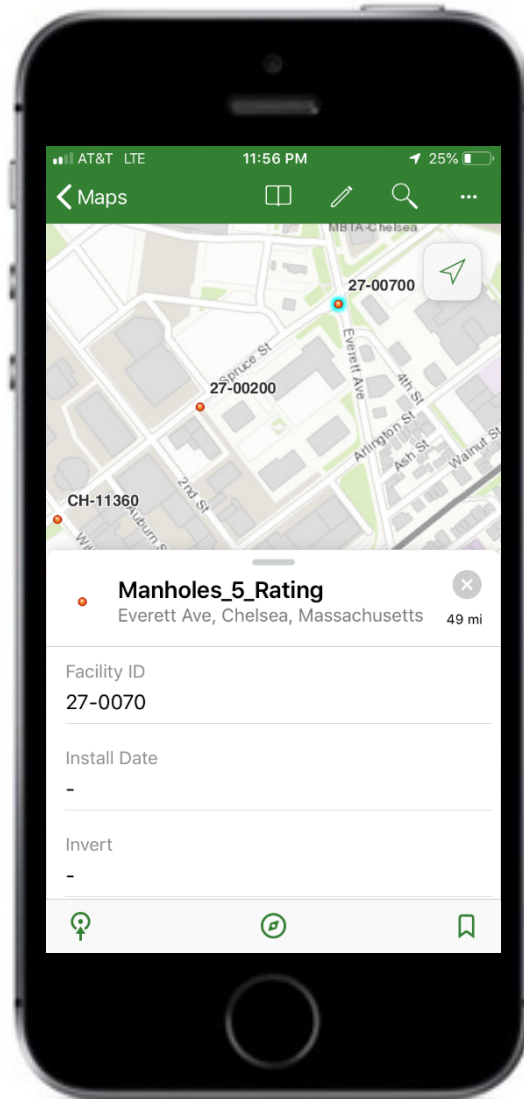 AT&T LTE 11:56 PM 25%
Maps
MBTA-Chelsea
27-00700
Spruce St
Everett Ave
27-00200
4th St
Arlington St
Ash St
Walnut St
2nd St
CH-11360
Auburn St
Manholes_5_Rating
Everett Ave, Chelsea, Massachusetts
49 mi
Facility ID
27-0070
Install Date
-
Invert
-